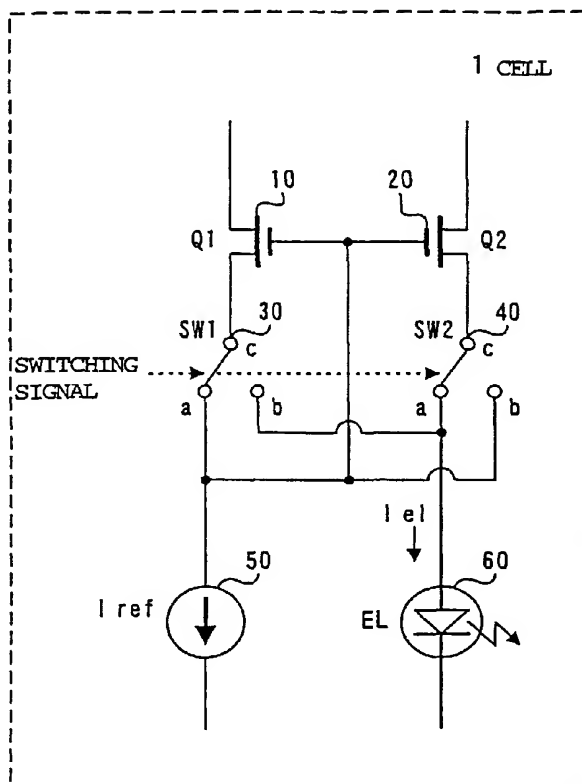 1 CELL
10
20
Q1
Q2
SW1
30
c
SW2
40
c
SWITCHING
SIGNAL
a
b
a
b
I el
50
60
I ref
EL